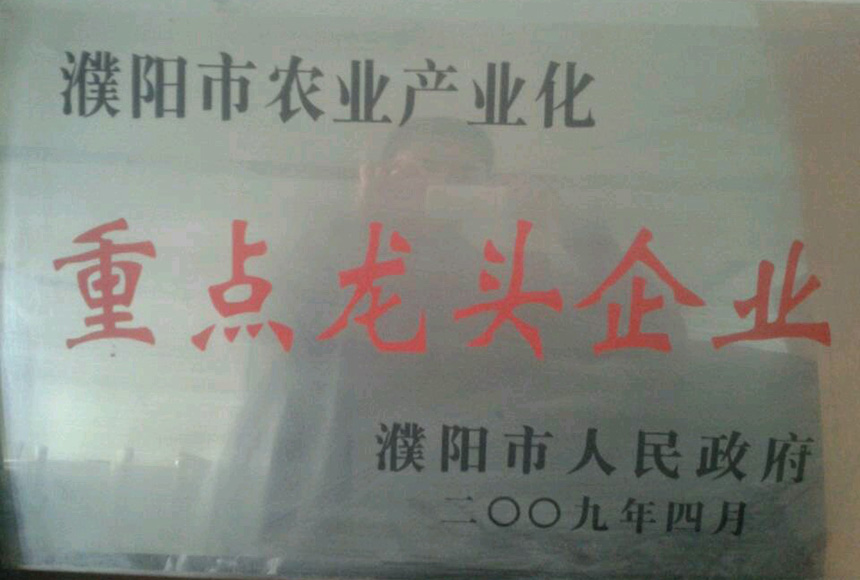 濮阳市农业产业化
重点龙头企业
濮阳市人民政府
二〇〇九年四月